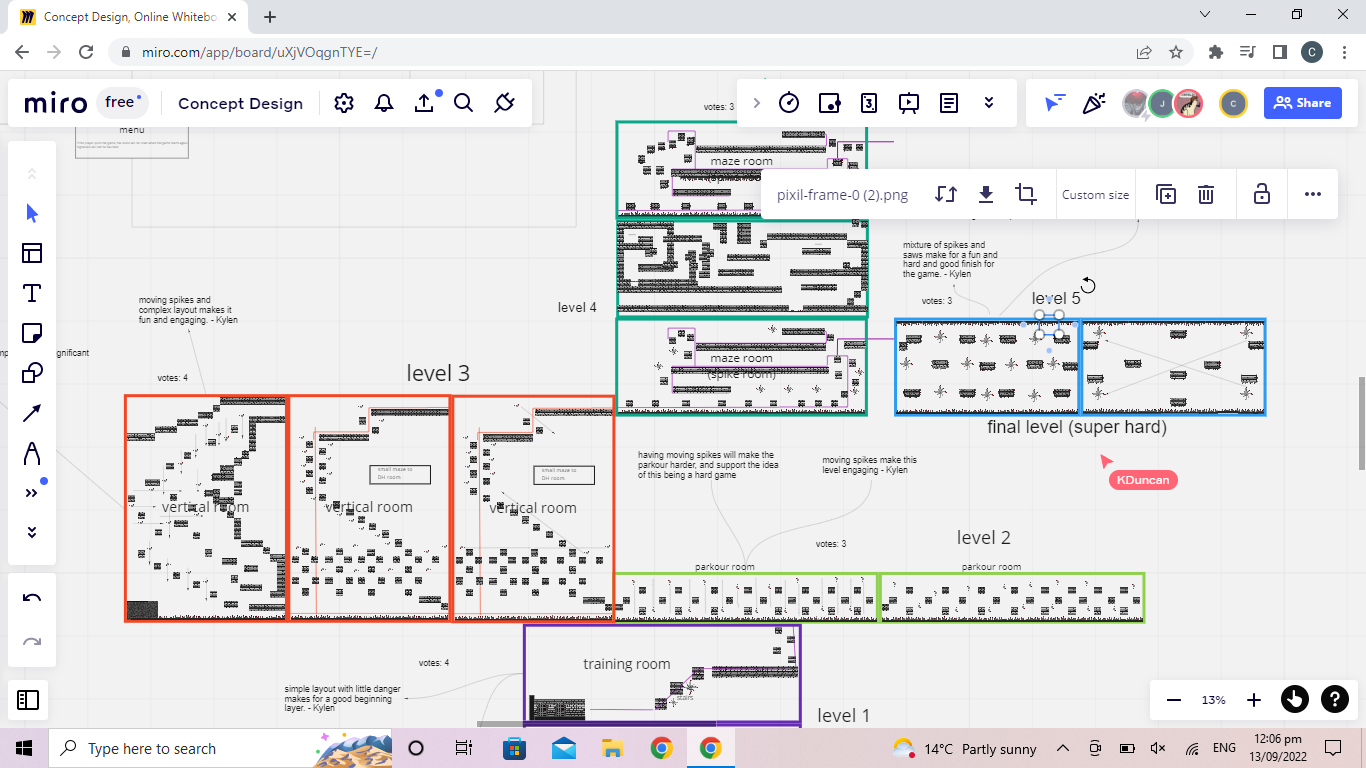 Concept Design, Online Whitebo
miro.com/app/board/uXjVOqgnTYE=/
C
miro
free
Concept Design
3
J
C
Share
votes: 3
menu
maze room
pixil-frame-0 (2).png
Custom size
mixture of spikes and
saws make for a fun and
hard and good finish for
the game. - Kylen
votes: 3
level 5
moving spikes and
complex layout makes it
fun and engaging. - Kylen
level 4
significant
votes: 4
level 3
maze room
(spike room)
final level (super hard)
KDuncan
having moving spikes will make the
parkour harder, and support the idea
of this being a hard game
moving spikes make this
level engaging - Kylen
small maze to
DH room
small maze to
DH room
vertical room
vertical room
vertical room
votes: 3
level 2
parkour room
parkour room
votes: 4
training room
simple layout with little danger
makes for a good beginning
layer. - Kylen
stairs
level 1
13%
Type here to search
14°C Partly sunny
ENG
12:06 pm
13/09/2022